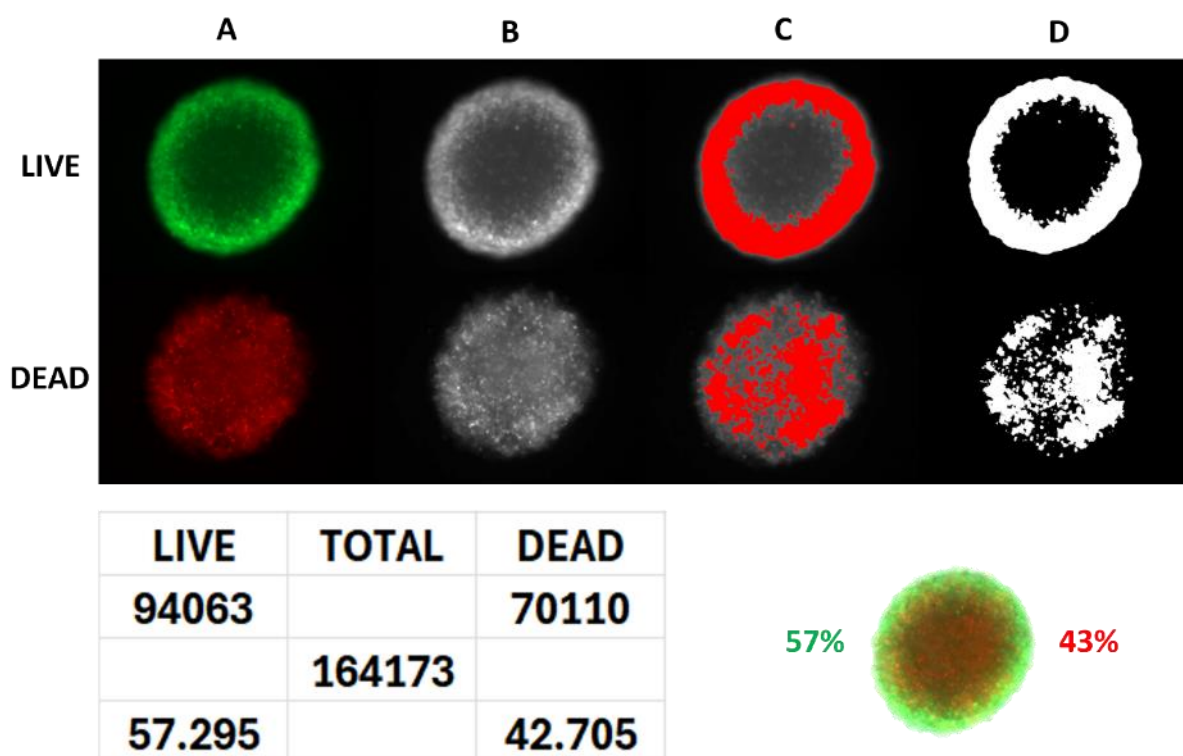 A B C D
LIVE
DEAD
LIVE TOTAL DEAD
94063 70110
164173
57% 43%
57.295 42.705